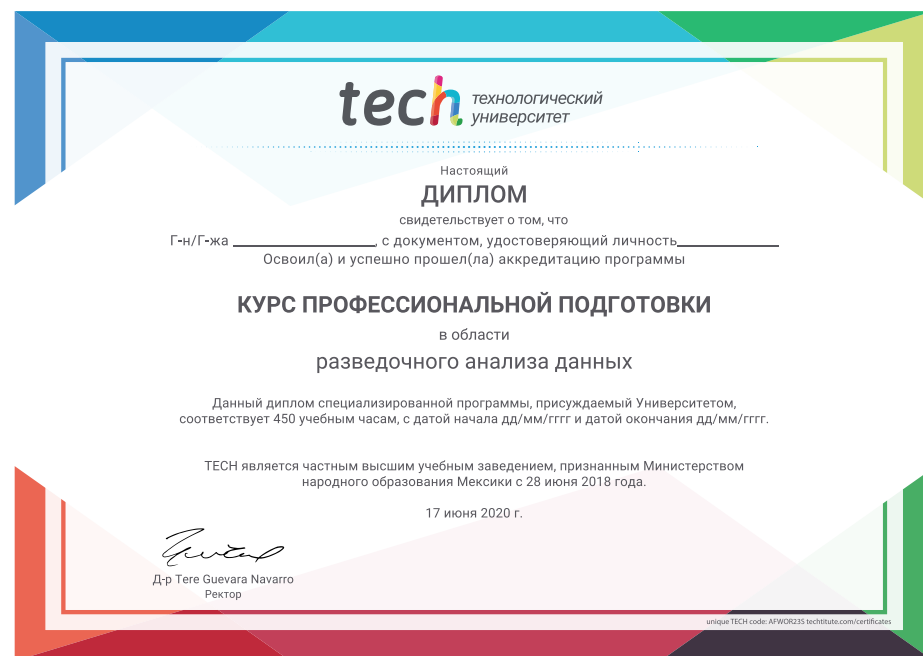 tech технологический
университет
Настоящий
ДИПЛОМ
свидетельствует о том, что
Г-н/Г-жа ___________________, с документом, удостоверяющий личность______________
Освоил(а) и успешно прошел(ла) аккредитацию программы
КУРС ПРОФЕССИОНАЛЬНОЙ ПОДГОТОВКИ
в области
разведочного анализа данных
Данный диплом специализированной программы, присуждаемый Университетом,
соответствует 450 учебным часам, с датой начала дд/мм/гггг и датой окончания дд/мм/гггг.
TECH является частным высшим учебным заведением, признанным Министерством
народного образования Мексики с 28 июня 2018 года.
17 июня 2020 г.
Д-р Tere Guevara Navarro
Ректор
unique TECH code: AFWOR23S techtitute.com/certificates